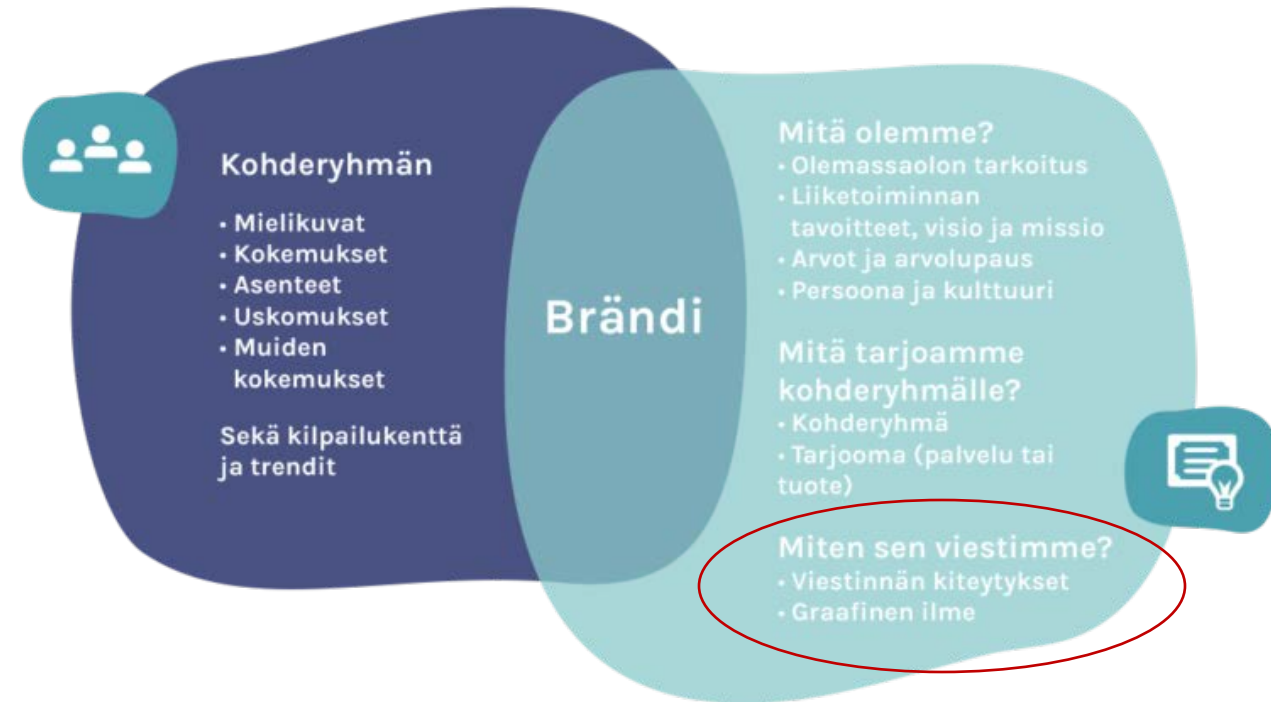 Kohderyhmän
• Mielikuvat
• Kokemukset
• Asenteet
• Uskomukset
• Muiden
kokemukset
Sekä kilpailukenttä
ja trendit
Brändi
Mitä olemme?
• Olemassaolon tarkoitus
• Liiketoiminnan
tavoitteet, visio ja missio
• Arvot ja arvolupaus
• Persoona ja kulttuuri
Mitä tarjoamme
kohderyhmälle?
• Kohderyhmä
• Tarjooma (palvelu tai
tuote)
Miten sen viestimme?
• Viestinnän kiteytykset
• Graafinen ilme